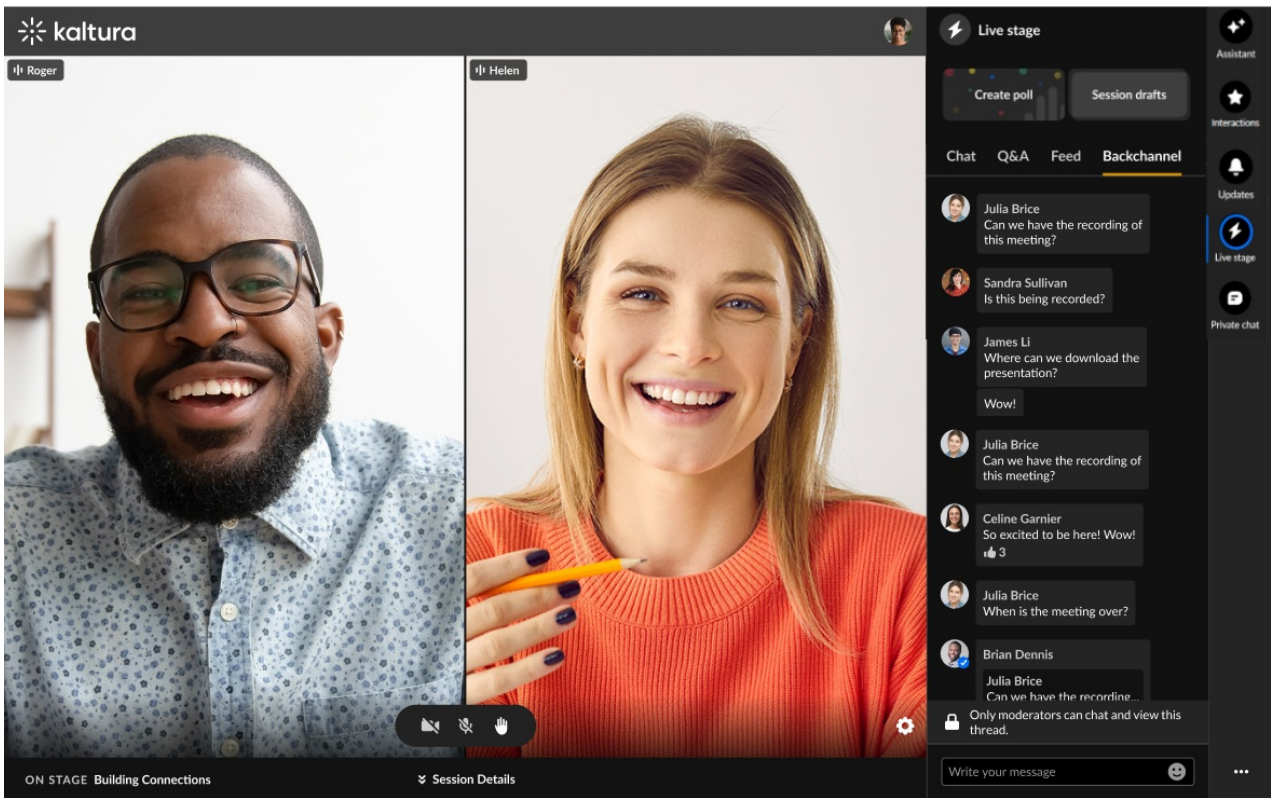 kaltura
Roger
Helen
ON STAGE Building Connections
Session Details
Live stage
Create poll
Session drafts
Chat Q&A Feed Backchannel
Julia Brice
Can we have the recording of
this meeting?
Sandra Sullivan
Is this being recorded?
James Li
Where can we download the
presentation?
Wow!
Julia Brice
Can we have the recording of
this meeting?
Celine Garnier
So excited to be here! Wow!
3
Julia Brice
When is the meeting over?
Brian Dennis
Julia Brice
Can we have the recording...
Only moderators can chat and view this
thread.
Write your message
Assistant
Interactions
Updates
Live stage
Private chat